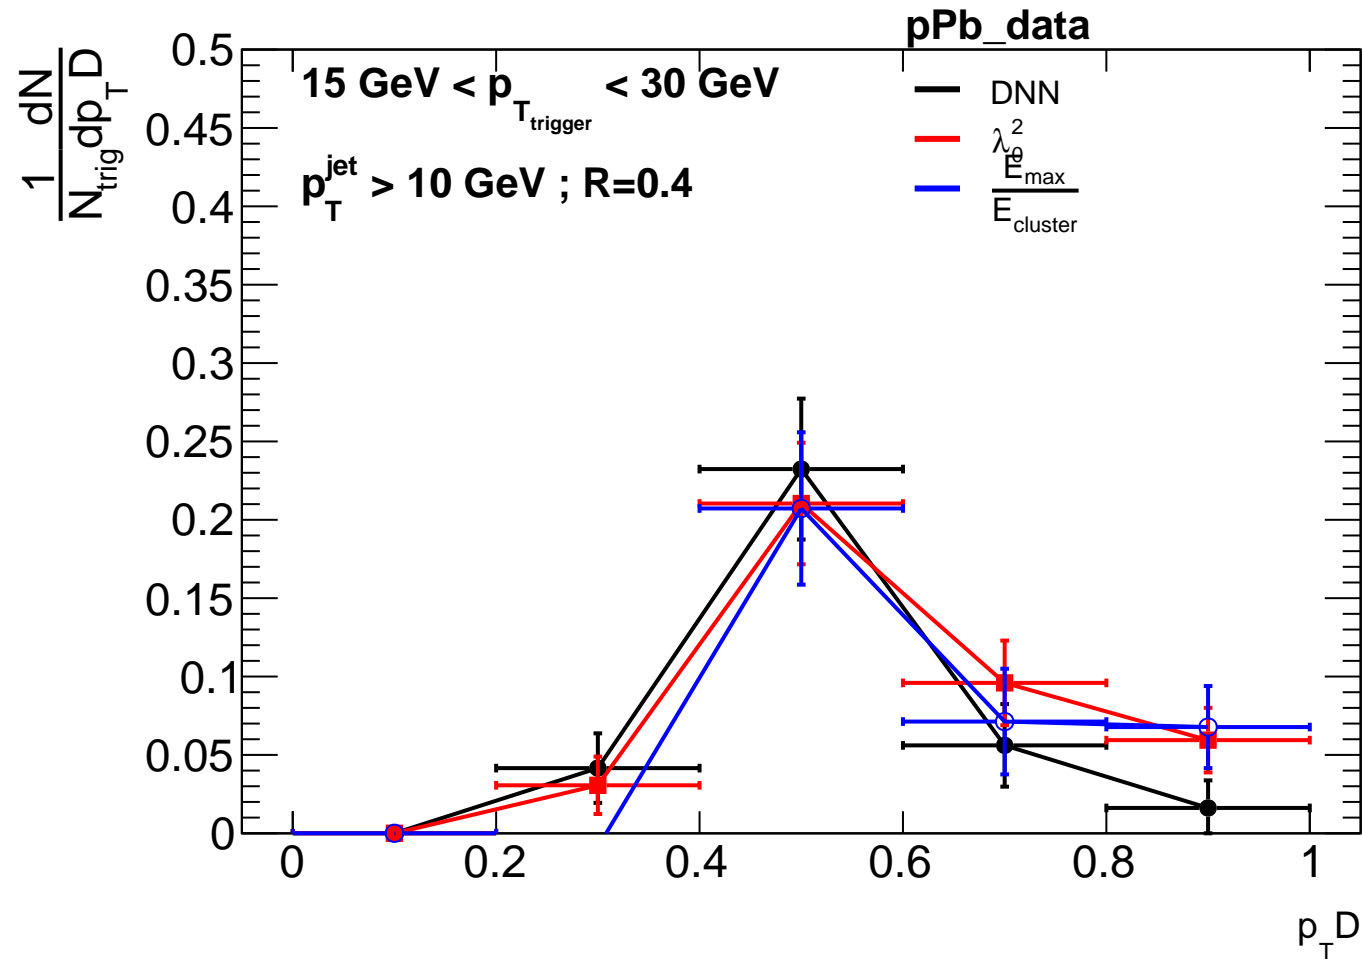 pPb_data
1 dN
N_trig dp_T D
15 GeV < p_T_trigger < 30 GeV
p_T^jet > 10 GeV ; R=0.4
DNN
λ_0^2
E_max
E_cluster
0.5
0.45
0.4
0.35
0.3
0.25
0.2
0.15
0.1
0.05
0
0 0.2 0.4 0.6 0.8 1
p_T D